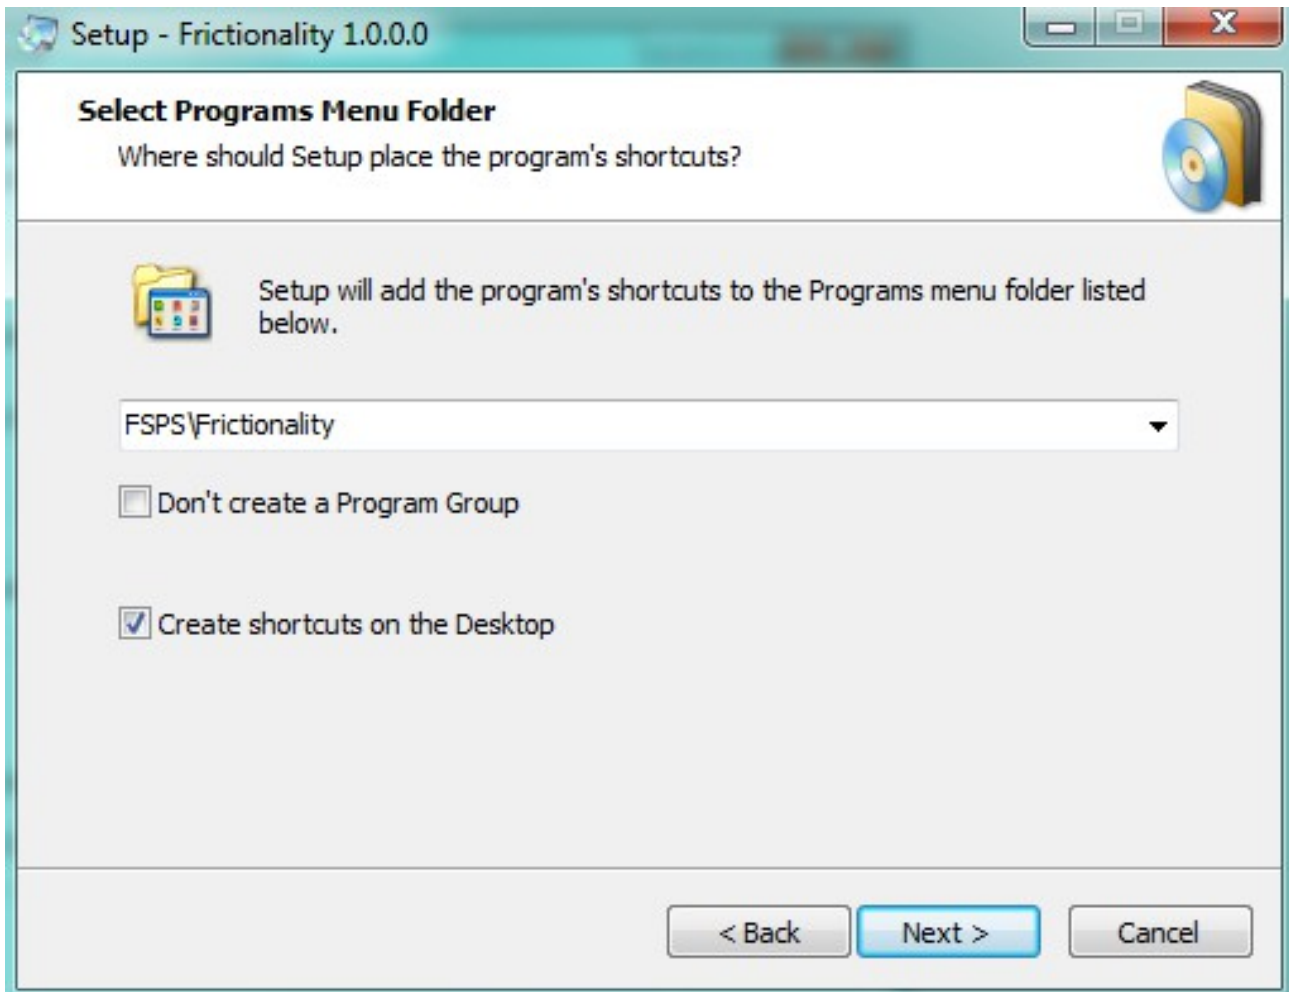 Setup - Frictionality 1.0.0.0
Select Programs Menu Folder
Where should Setup place the program's shortcuts?
Setup will add the program's shortcuts to the Programs menu folder listed
below.
FSPS\Frictionality
Don't create a Program Group
Create shortcuts on the Desktop
< Back
Next >
Cancel